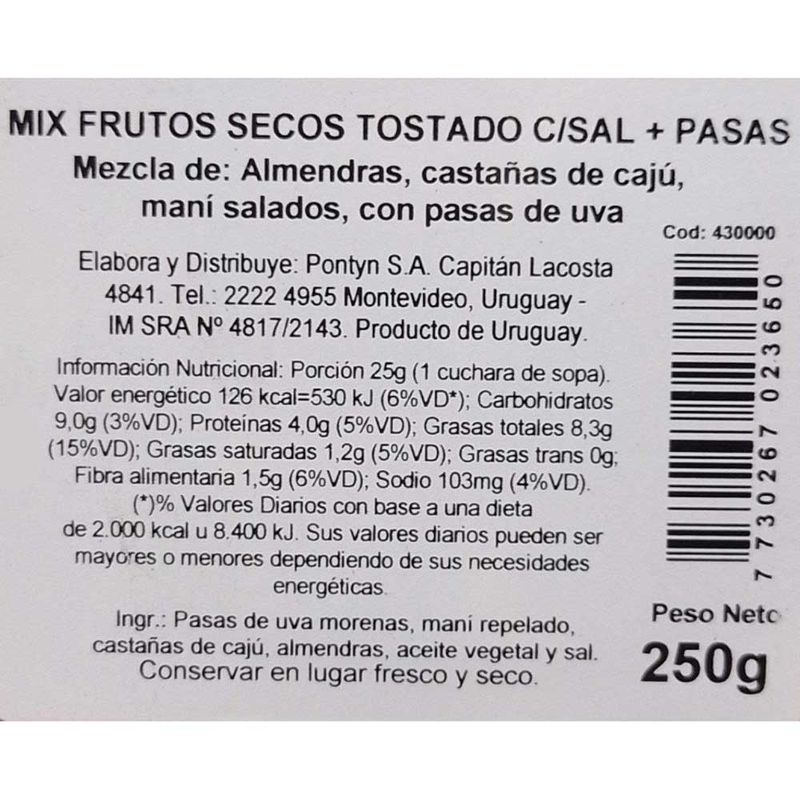 MIX FRUTOS SECOS TOSTADO C/SAL + PASAS
Mezcla de: Almendras, castañas de cajú,
maní salados, con pasas de uva
Cod: 430000
Elabora y Distribuye: Pontyn S.A. Capitán Lacosta
4841. Tel.: 2222 4955 Montevideo, Uruguay -
IM SRA Nº 4817/2143. Producto de Uruguay.
Información Nutricional: Porción 25g (1 cuchara de sopa).
Valor energético 126 kcal=530 kJ (6%VD*); Carbohidratos
9,0g (3%VD); Proteínas 4,0g (5%VD); Grasas totales 8,3g
(15%VD); Grasas saturadas 1,2g (5%VD); Grasas trans 0g;
Fibra alimentaria 1,5g (6%VD); Sodio 103mg (4%VD).
(*)% Valores Diarios con base a una dieta
de 2.000 kcal u 8.400 kJ. Sus valores diarios pueden ser
mayores o menores dependiendo de sus necesidades
energéticas.
Ingr.: Pasas de uva morenas, maní repelado,
castañas de cajú, almendras, aceite vegetal y sal.
Conservar en lugar fresco y seco.
7730267023650
Peso Neto
250g